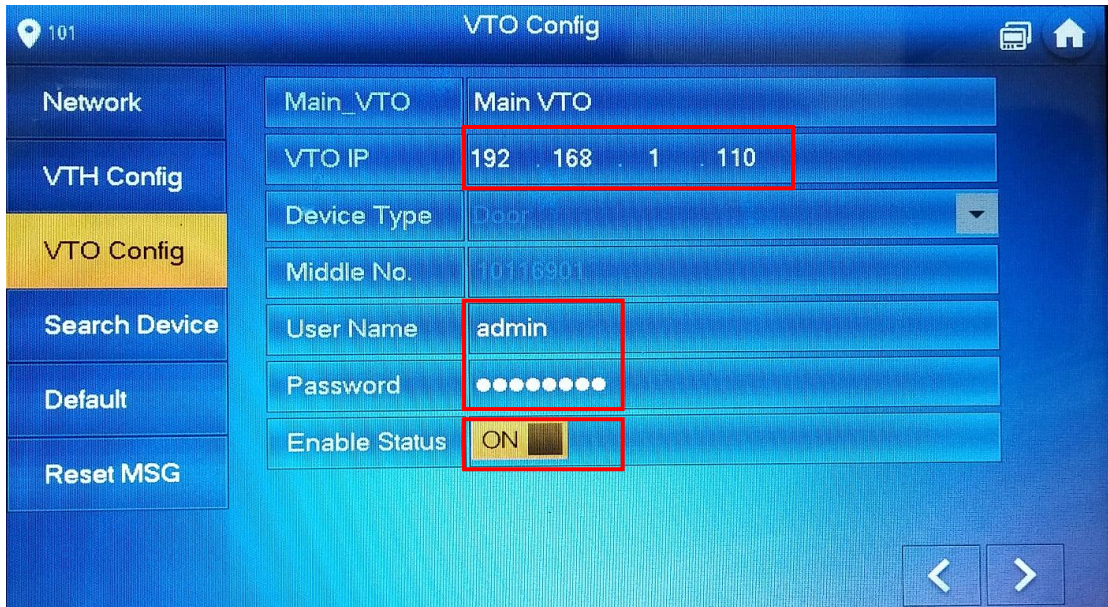 101
VTO Config
Network
VTH Config
VTO Config
Search Device
Default
Reset MSG
Main_VTO Main VTO
VTO IP 192 . 168 . 1 . 110
Device Type Door
Middle No. 10116901
User Name admin
Password ●●●●●●●●
Enable Status ON